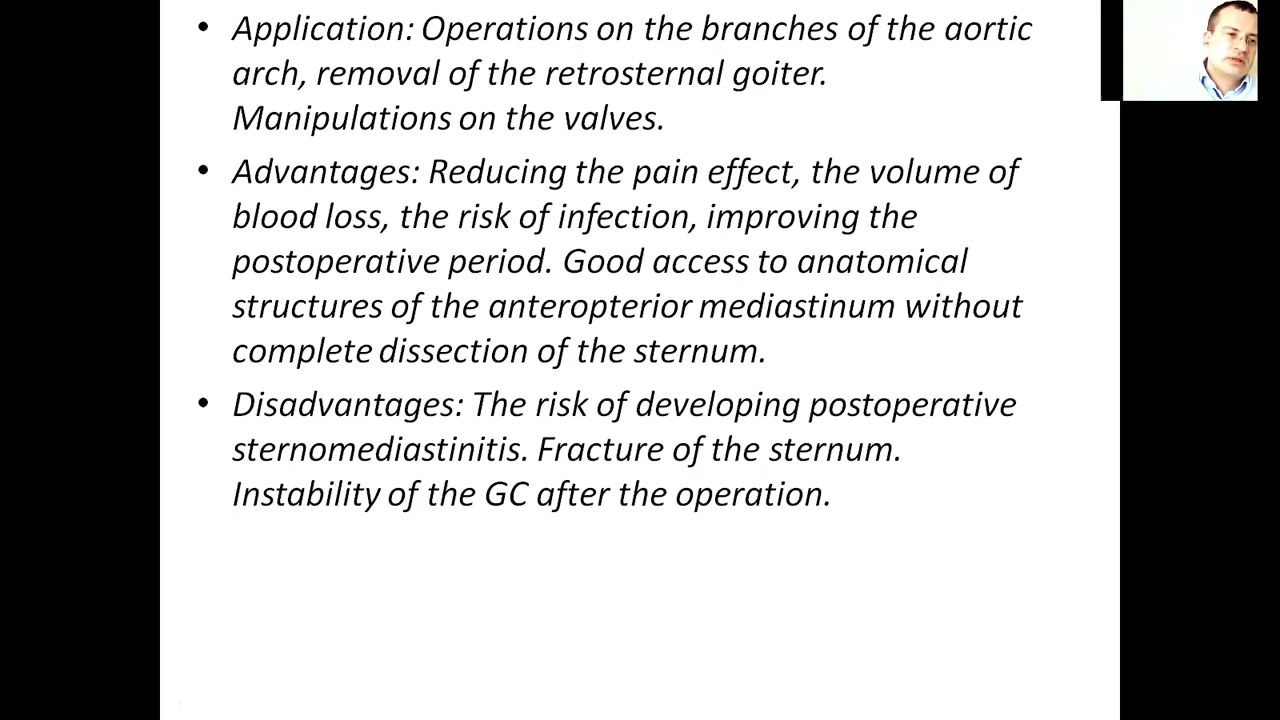 • Application: Operations on the branches of the aortic
arch, removal of the retrosternal goiter.
Manipulations on the valves.
• Advantages: Reducing the pain effect, the volume of
blood loss, the risk of infection, improving the
postoperative period. Good access to anatomical
structures of the anteropterior mediastinum without
complete dissection of the sternum.
• Disadvantages: The risk of developing postoperative
sternomediastinitis. Fracture of the sternum.
Instability of the GC after the operation.